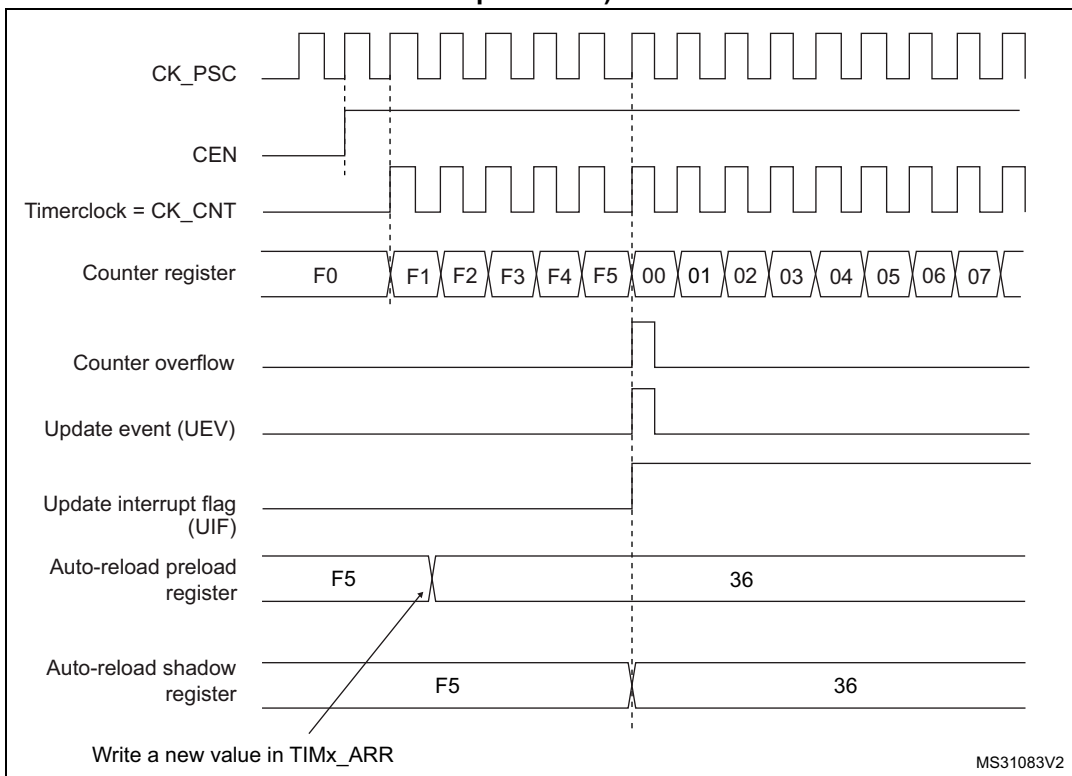 CK_PSC
CEN
Timerclock = CK_CNT
Counter register
F0 F1 F2 F3 F4 F5 00 01 02 03 04 05 06 07
Counter overflow
Update event (UEV)
Update interrupt flag
(UIF)
Auto-reload preload
register
F5 36
Auto-reload shadow
register
F5 36
Write a new value in TIMx_ARR
MS31083V2